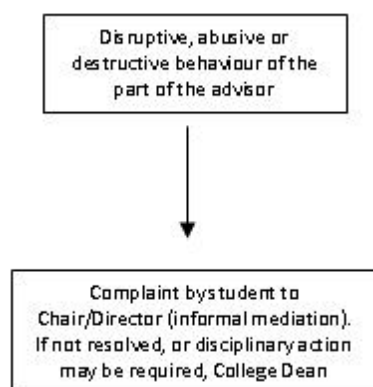 Disruptive, abusive or
destructive behaviour of the
part of the advisor
Complaint by student to
Chair/Director (informal mediation).
If not resolved, or disciplinary action
may be required, College Dean